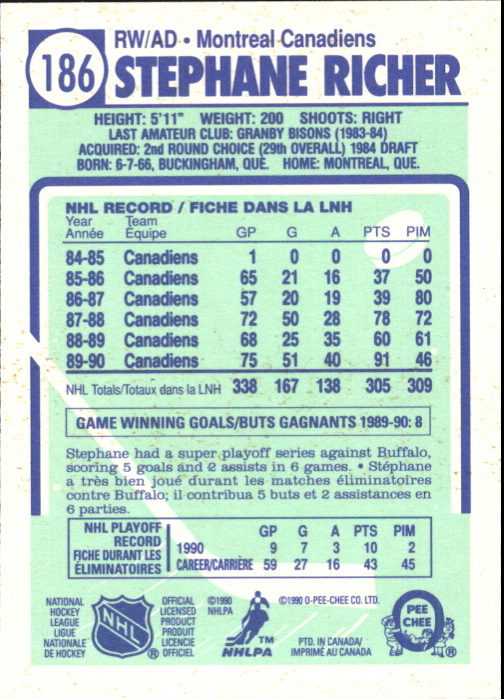 186
RW/AD • Montreal Canadiens
STEPHANE RICHER
HEIGHT: 5'11" WEIGHT: 200 SHOOTS: RIGHT
LAST AMATEUR CLUB: GRANBY BISONS (1983-84)
ACQUIRED: 2nd ROUND CHOICE (29th OVERALL) 1984 DRAFT
BORN: 6-7-66, BUCKINGHAM, QUE. HOME: MONTREAL, QUE.
NHL RECORD / FICHE DANS LA LNH
Year Team
Année Équipe GP G A PTS PIM
84-85 Canadiens 1 0 0 0 0
85-86 Canadiens 65 21 16 37 50
86-87 Canadiens 57 20 19 39 80
87-88 Canadiens 72 50 28 78 72
88-89 Canadiens 68 25 35 60 61
89-90 Canadiens 75 51 40 91 46
NHL Totals/Totaux dans la LNH 338 167 138 305 309
GAME WINNING GOALS/BUTS GAGNANTS 1989-90: 8
Stephane had a super playoff series against Buffalo,
scoring 5 goals and 2 assists in 6 games. • Stéphane
a très bien joué durant les matches éliminatoires
contre Buffalo; il contribua 5 buts et 2 assistances en
6 parties.
NHL PLAYOFF RECORD
FICHE DURANT LES ÉLIMINATOIRES
GP G A PTS PIM
1990 9 7 3 10 2
CAREER/CARRIÈRE 59 27 16 43 45
NATIONAL
HOCKEY
LEAGUE
LIGUE
NATIONALE
DE HOCKEY
NHL
®
OFFICIAL
LICENSED
PRODUCT
PRODUIT
LICENCIE
OFFICIEL
©1990
NHLPA
TM
NHLPA
©1990 O-PEE-CHEE CO. LTD.
PTD. IN CANADA/
IMPRIMÉ AU CANADA
O PEE CHEE
®